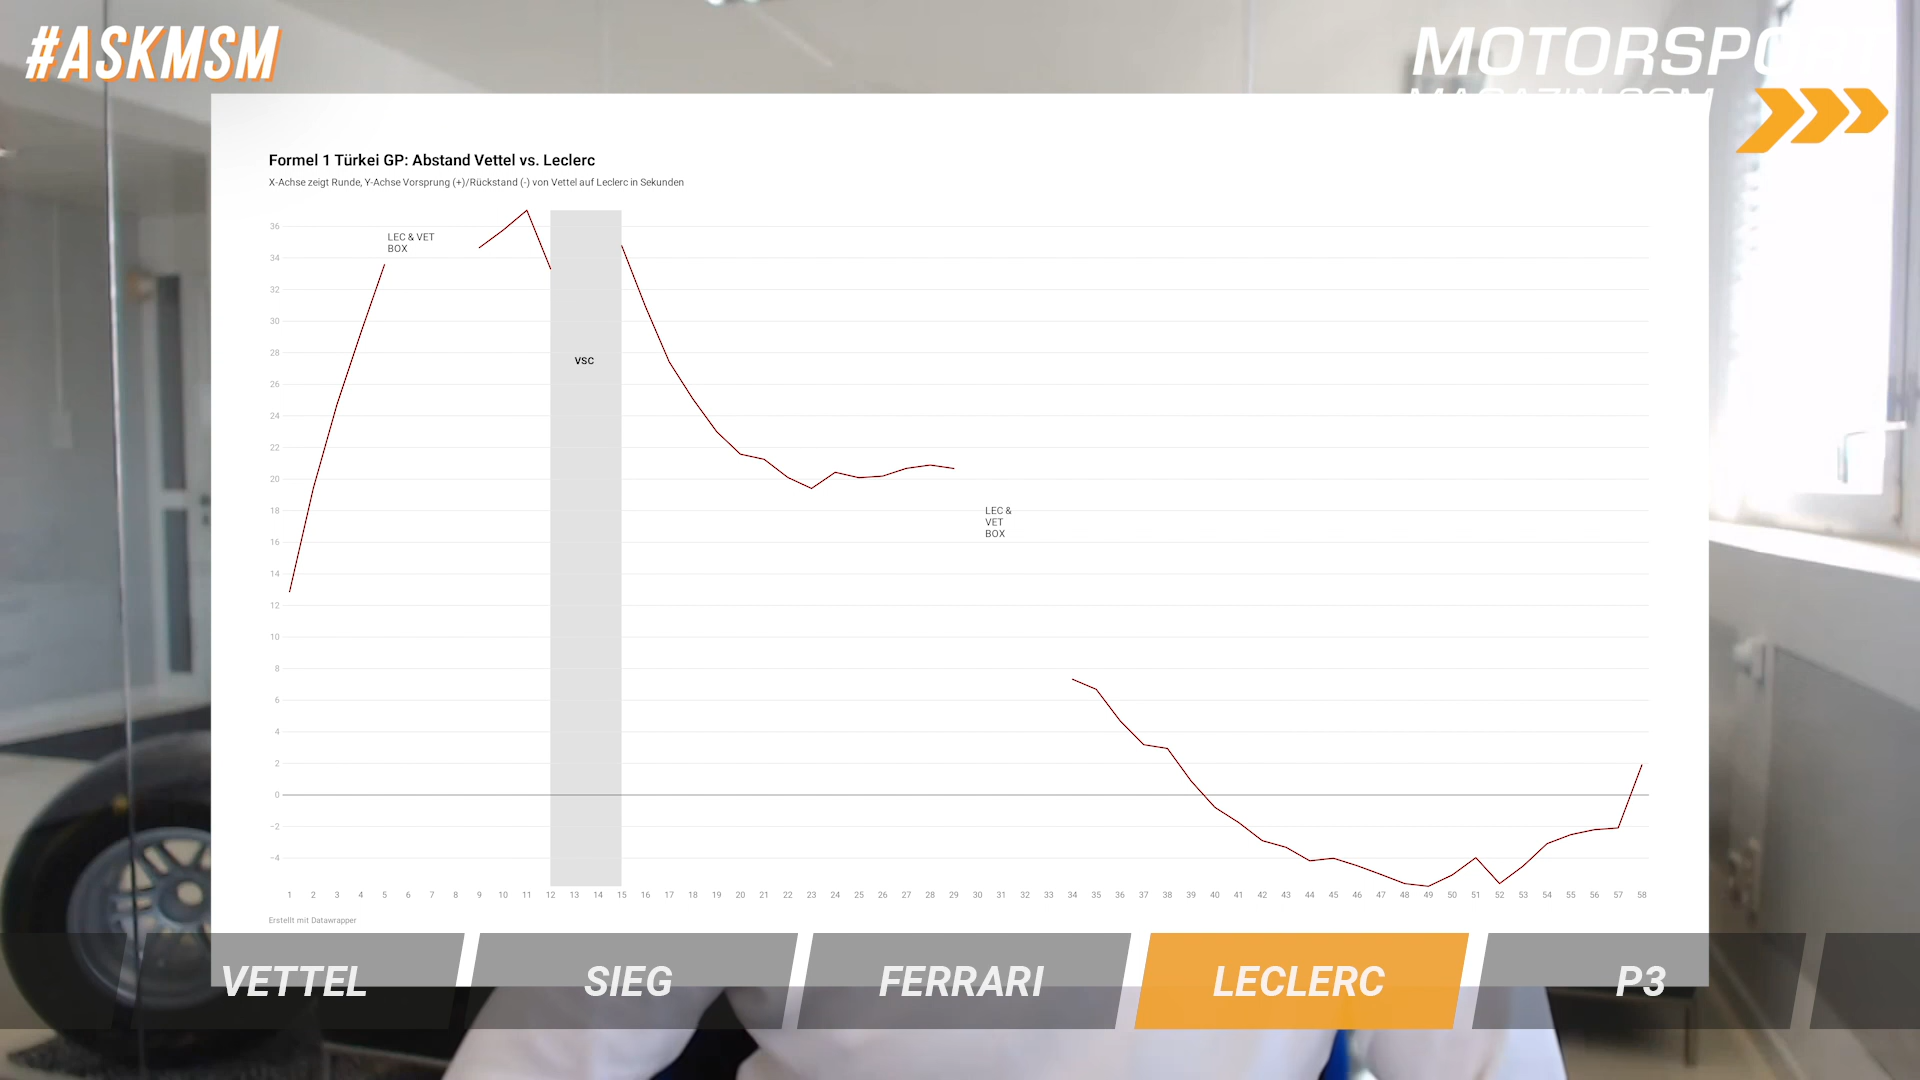 #ASKMSM
MOTORSPORT
MAGAZIN.COM
Formel 1 Türkei GP: Abstand Vettel vs. Leclerc
X-Achse zeigt Runde, Y-Achse Vorsprung (+)/Rückstand (-) von Vettel auf Leclerc in Sekunden
36
LEC & VET
BOX
34
32
30
28
VSC
26
24
22
20
18
LEC &
VET
BOX
16
14
12
10
8
6
4
2
0
−2
−4
1 2 3 4 5 6 7 8 9 10 11 12 13 14 15 16 17 18 19 20 21 22 23 24 25 26 27 28 29 30 31 32 33 34 35 36 37 38 39 40 41 42 43 44 45 46 47 48 49 50 51 52 53 54 55 56 57 58
Erstellt mit Datawrapper
VETTEL SIEG FERRARI LECLERC P3